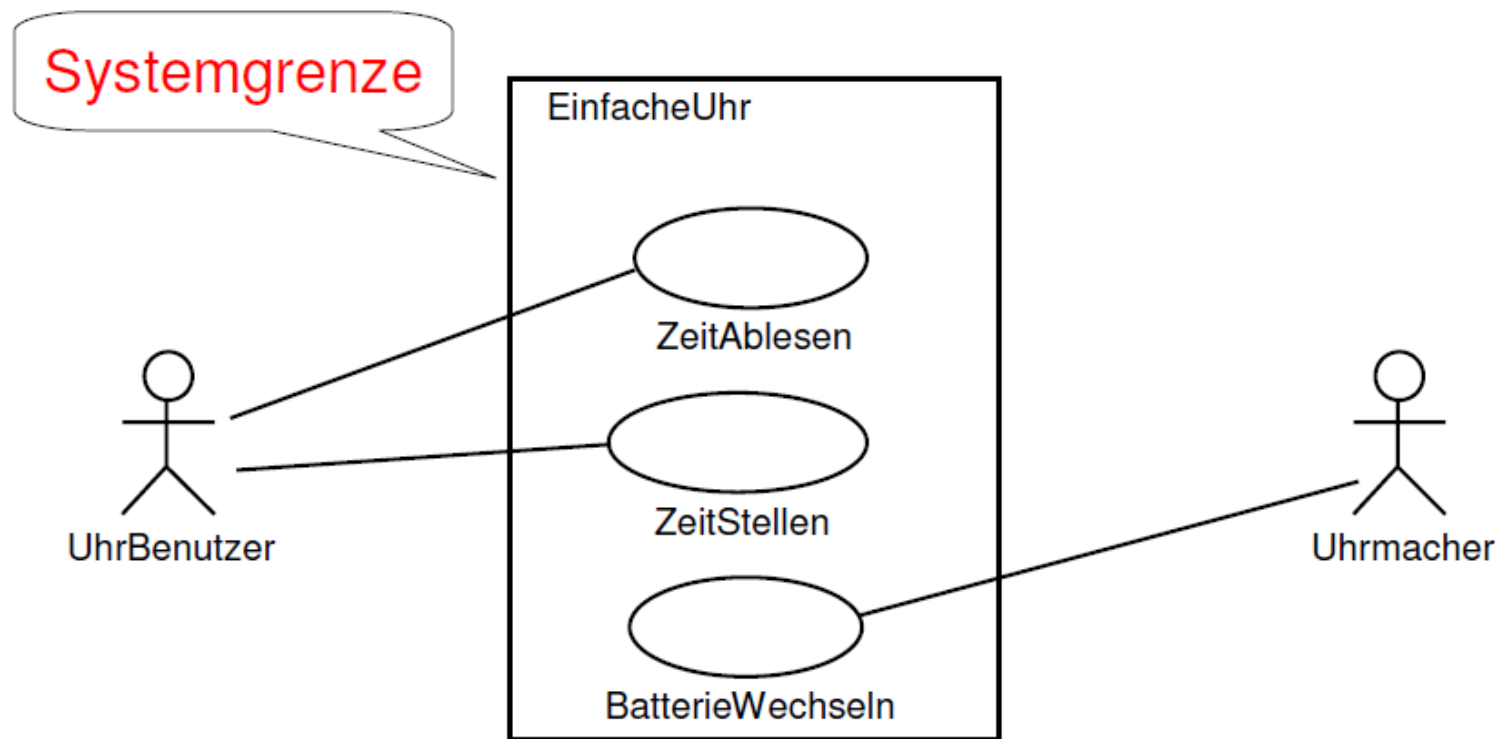 Systemgrenze
EinfacheUhr
ZeitAblesen
ZeitStellen
UhrBenutzer
Uhrmacher
BatterieWechseln